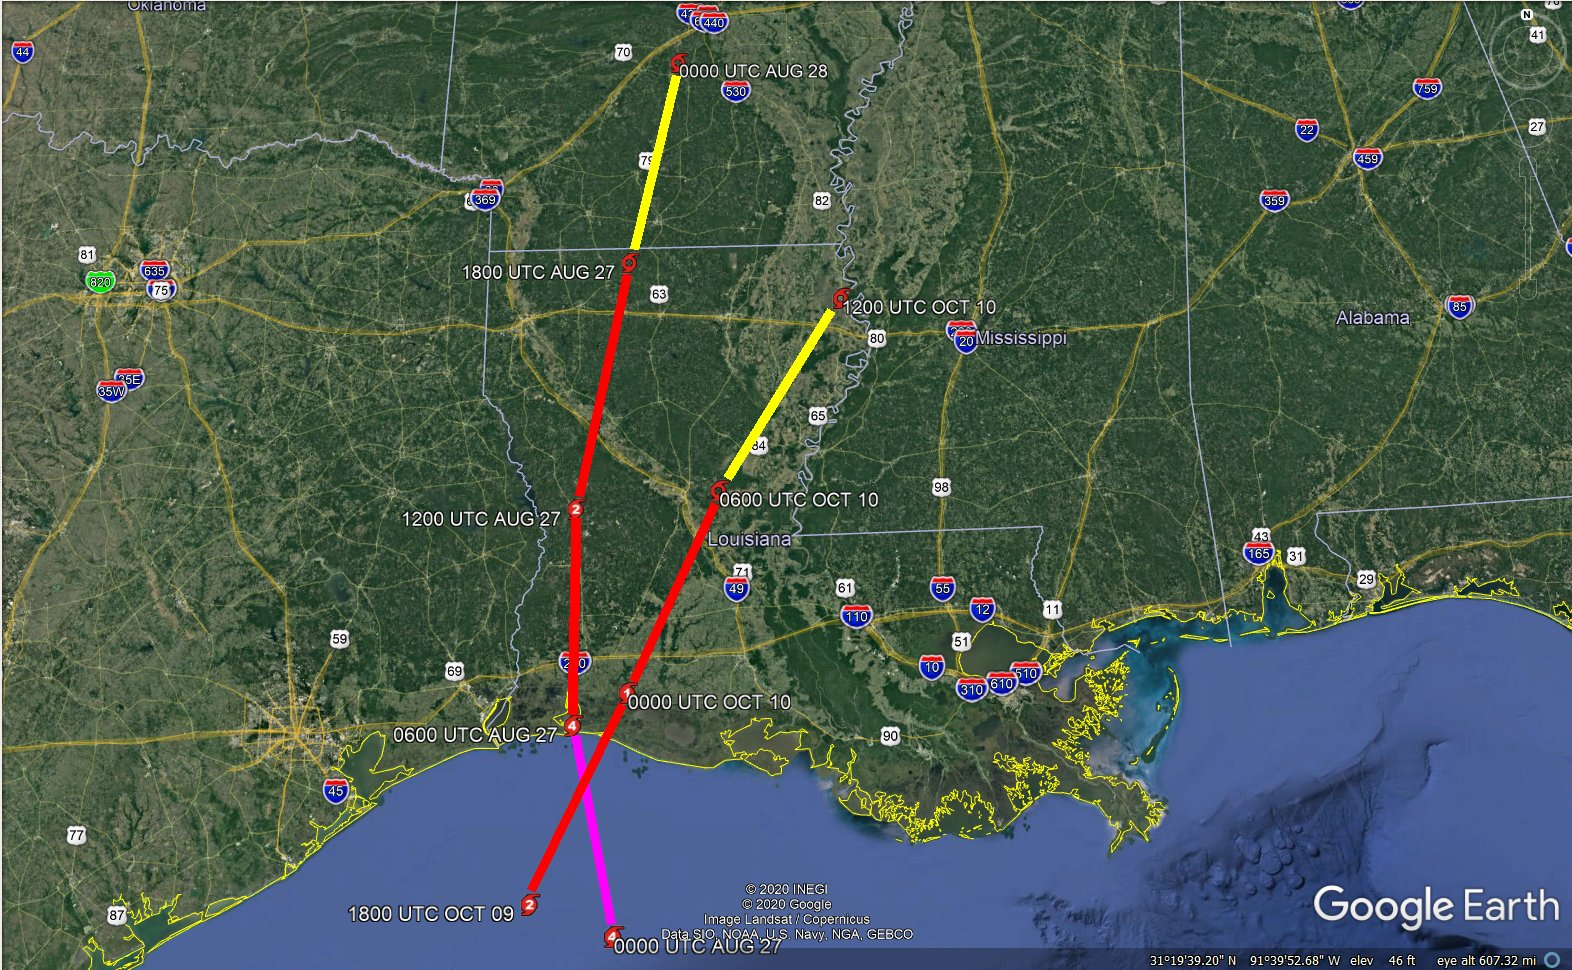 Oklahoma
44
70
440
N
41
0000 UTC AUG 28
530
759
27
22
79
459
369
82
359
81
635
820
75
1800 UTC AUG 27
63
1200 UTC OCT 10
85
Alabama
80
20
Mississippi
35E
35W
65
84
98
0600 UTC OCT 10
2
1200 UTC AUG 27
Louisiana
43
165
31
71
29
49
61
55
12
11
110
59
51
69
10
510
610
310
1
0000 UTC OCT 10
4
0600 UTC AUG 27
90
45
77
© 2020 INEGI
© 2020 Google
Image Landsat / Copernicus
Data SIO, NOAA, U.S. Navy, NGA, GEBCO
2
1800 UTC OCT 09
87
4
0000 UTC AUG 27
Google Earth
31°19'39.20" N 91°39'52.68" W elev 46 ft eye alt 607.32 mi